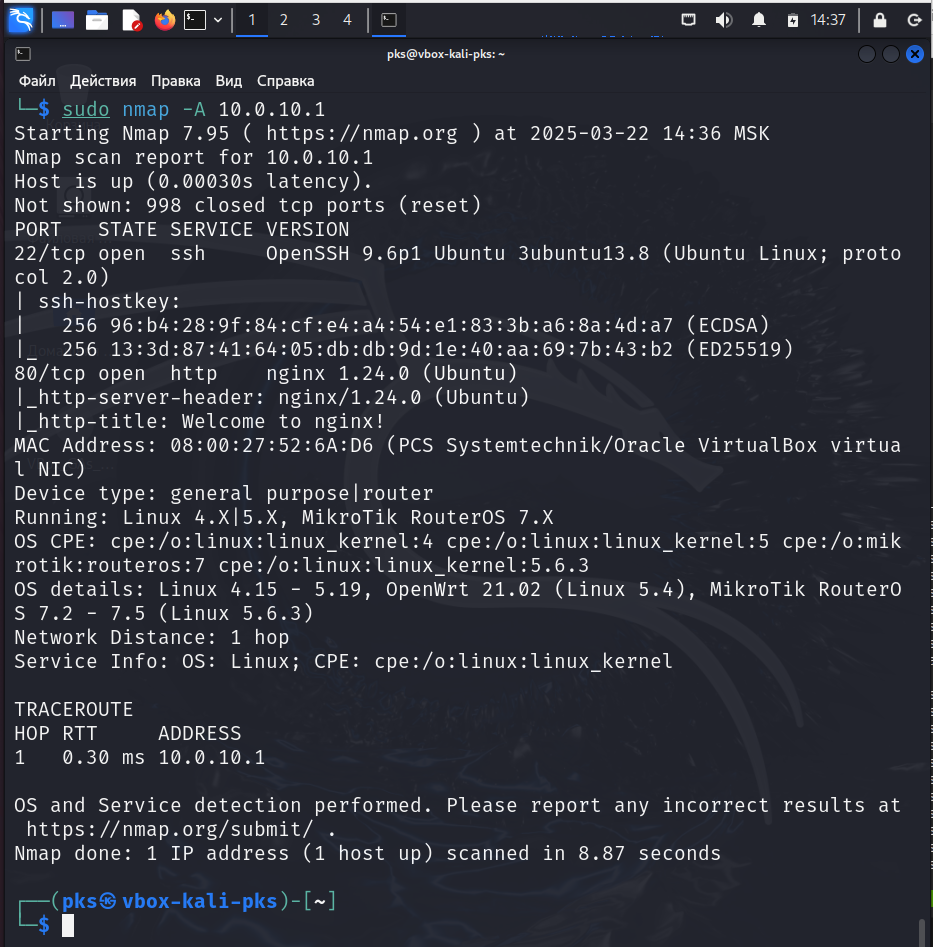 1 2 3 4 14:37
pks@vbox-kali-pks: ~
Файл Действия Правка Вид Справка
└─$ sudo nmap -A 10.0.10.1
Starting Nmap 7.95 ( https://nmap.org ) at 2025-03-22 14:36 MSK
Nmap scan report for 10.0.10.1
Host is up (0.00030s latency).
Not shown: 998 closed tcp ports (reset)
PORT   STATE SERVICE VERSION
22/tcp open  ssh     OpenSSH 9.6p1 Ubuntu 3ubuntu13.8 (Ubuntu Linux; proto
col 2.0)
| ssh-hostkey:
|   256 96:b4:28:9f:84:cf:e4:a4:54:e1:83:3b:a6:8a:4d:a7 (ECDSA)
|_  256 13:3d:87:41:64:05:db:db:9d:1e:40:aa:69:7b:43:b2 (ED25519)
80/tcp open  http    nginx 1.24.0 (Ubuntu)
|_http-server-header: nginx/1.24.0 (Ubuntu)
|_http-title: Welcome to nginx!
MAC Address: 08:00:27:52:6A:D6 (PCS Systemtechnik/Oracle VirtualBox virtua
l NIC)
Device type: general purpose|router
Running: Linux 4.X|5.X, MikroTik RouterOS 7.X
OS CPE: cpe:/o:linux:linux_kernel:4 cpe:/o:linux:linux_kernel:5 cpe:/o:mik
rotik:routeros:7 cpe:/o:linux:linux_kernel:5.6.3
OS details: Linux 4.15 - 5.19, OpenWrt 21.02 (Linux 5.4), MikroTik RouterO
S 7.2 - 7.5 (Linux 5.6.3)
Network Distance: 1 hop
Service Info: OS: Linux; CPE: cpe:/o:linux:linux_kernel
TRACEROUTE
HOP RTT     ADDRESS
1   0.30 ms 10.0.10.1
OS and Service detection performed. Please report any incorrect results at
 https://nmap.org/submit/ .
Nmap done: 1 IP address (1 host up) scanned in 8.87 seconds
┌──(pks㉿vbox-kali-pks)-[~]
└─$